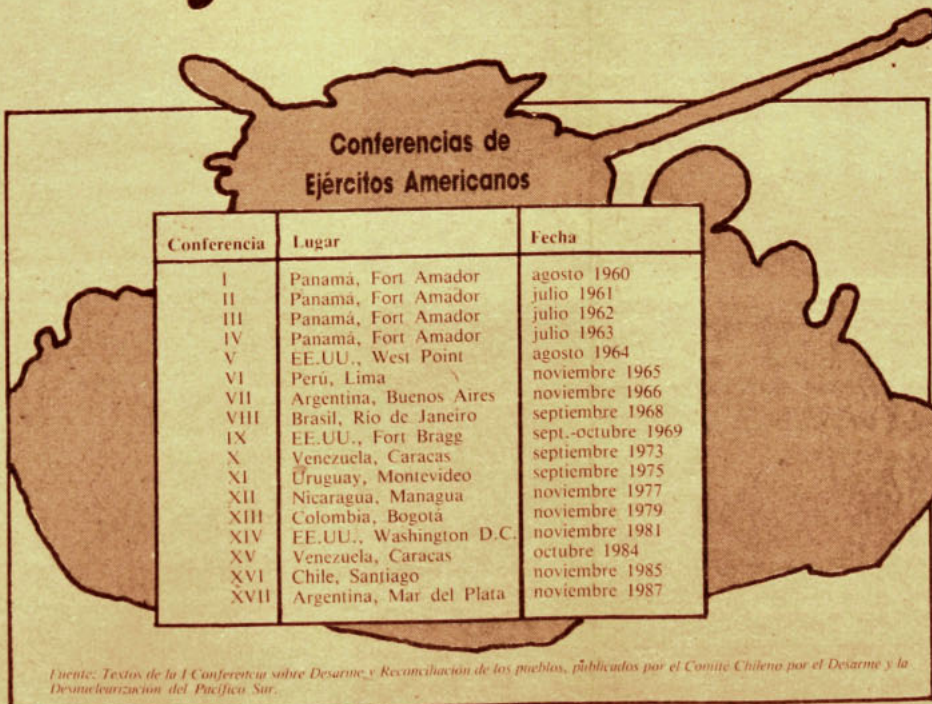 Conferencias de
Ejércitos Americanos
Conferencia Lugar Fecha
I Panamá, Fort Amador agosto 1960
II Panamá, Fort Amador julio 1961
III Panamá, Fort Amador julio 1962
IV Panamá, Fort Amador julio 1963
V EE.UU., West Point agosto 1964
VI Perú, Lima noviembre 1965
VII Argentina, Buenos Aires noviembre 1966
VIII Brasil, Río de Janeiro septiembre 1968
IX EE.UU., Fort Bragg sept.-octubre 1969
X Venezuela, Caracas septiembre 1973
XI Uruguay, Montevideo septiembre 1975
XII Nicaragua, Managua noviembre 1977
XIII Colombia, Bogotá noviembre 1979
XIV EE.UU., Washington D.C. noviembre 1981
XV Venezuela, Caracas octubre 1984
XVI Chile, Santiago noviembre 1985
XVII Argentina, Mar del Plata noviembre 1987
Fuente: Textos de la I Conferencia sobre Desarme y Reconciliación de los pueblos, publicados por el Comité Chileno por el Desarme y la
Desnuclearización del Pacífico Sur.